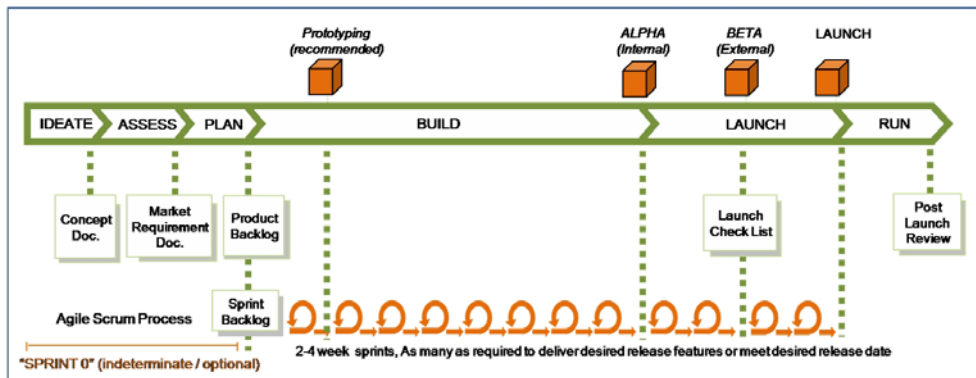 Prototyping
(recommended)
ALPHA
(Internal)
BETA
(External)
LAUNCH
IDEATE
ASSESS
PLAN
BUILD
LAUNCH
RUN
Concept
Doc.
Market
Requirement
Doc.
Product
Backlog
Launch
Check List
Post
Launch
Review
Agile Scrum Process
Sprint
Backlog
"SPRINT 0" (indeterminate / optional)
2-4 week sprints, As many as required to deliver desired release features or meet desired release date